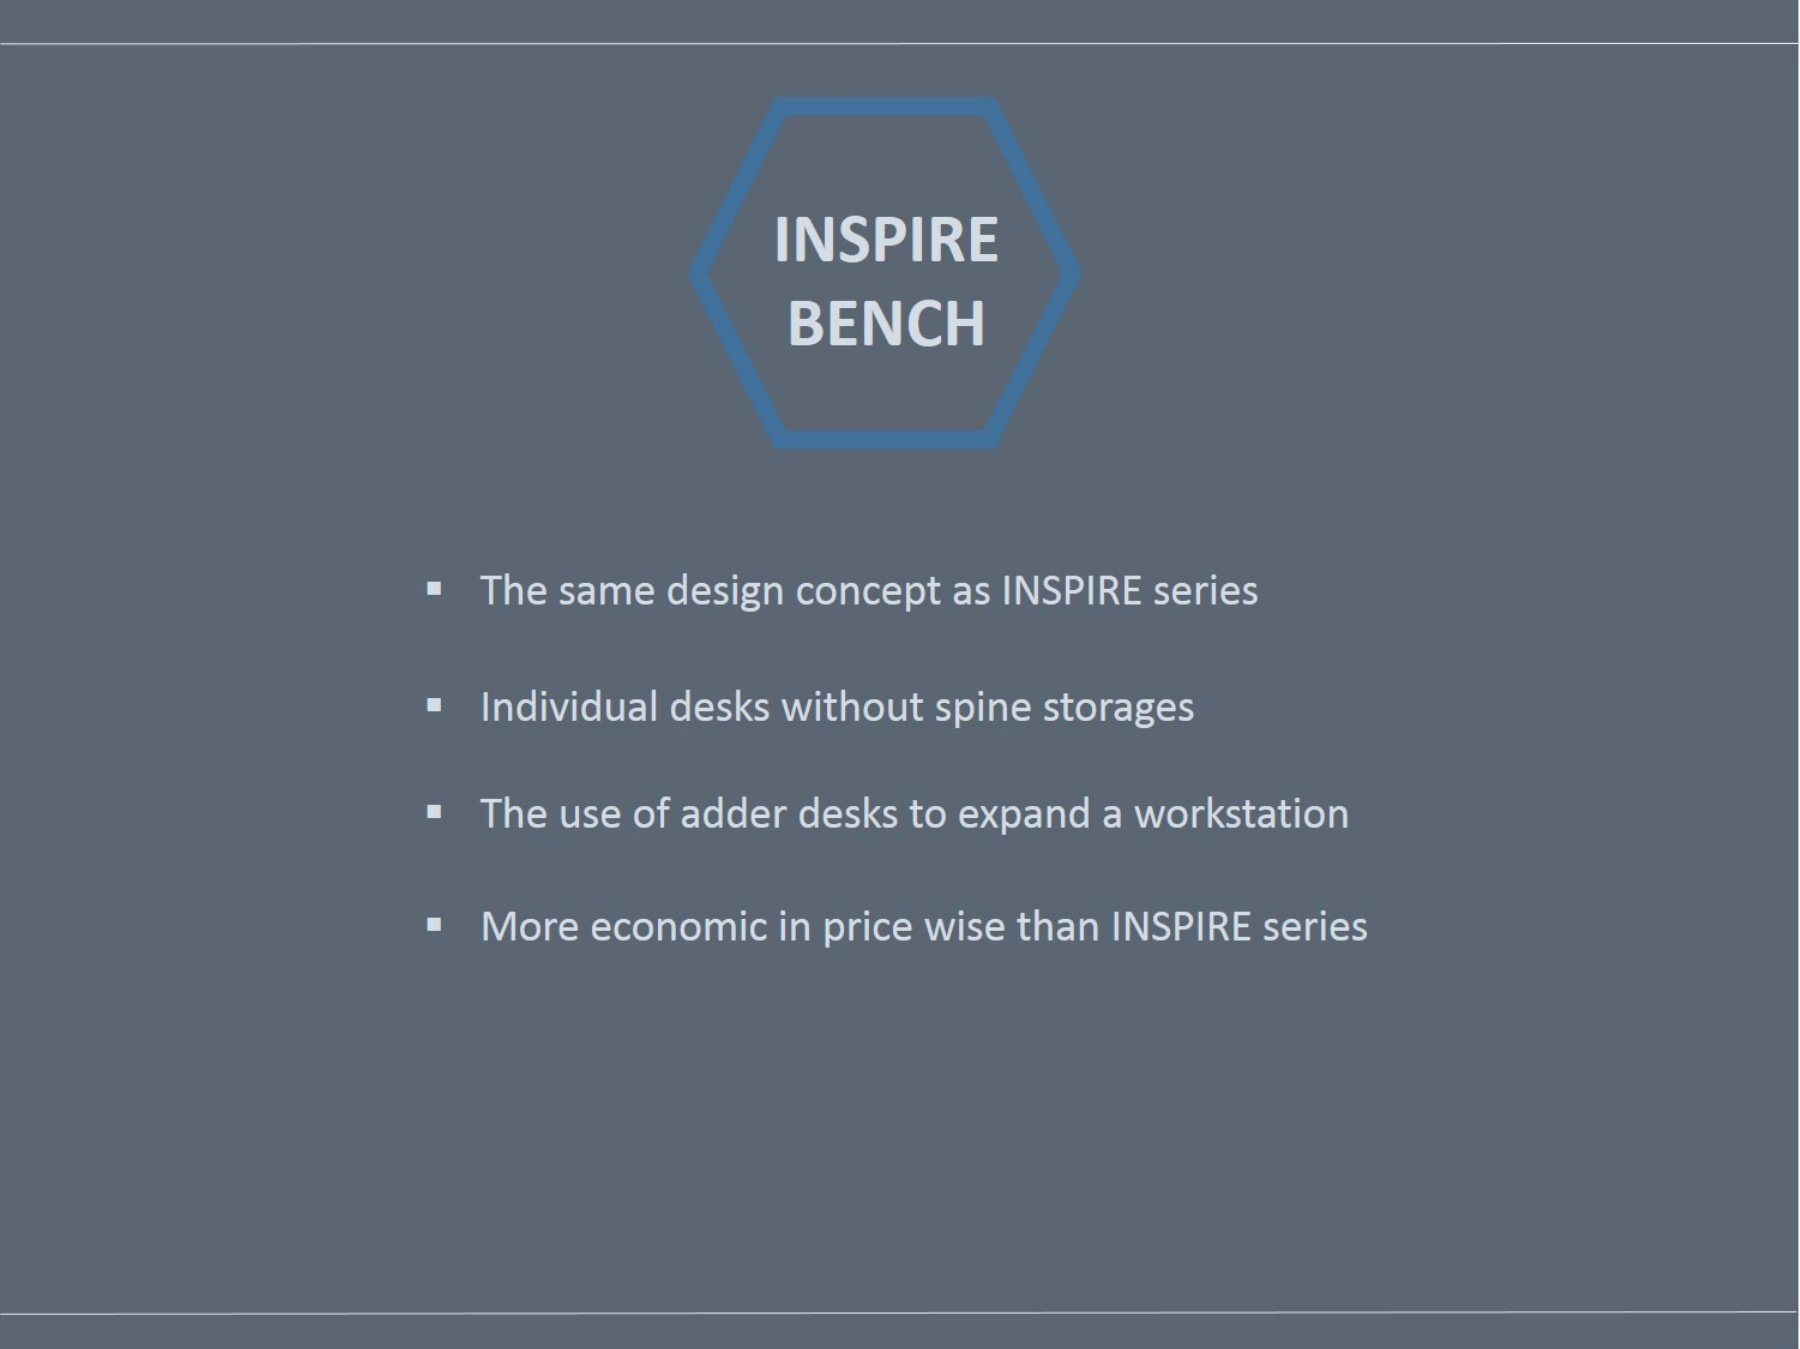 INSPIRE
BENCH
▪ The same design concept as INSPIRE series
▪ Individual desks without spine storages
▪ The use of adder desks to expand a workstation
▪ More economic in price wise than INSPIRE series